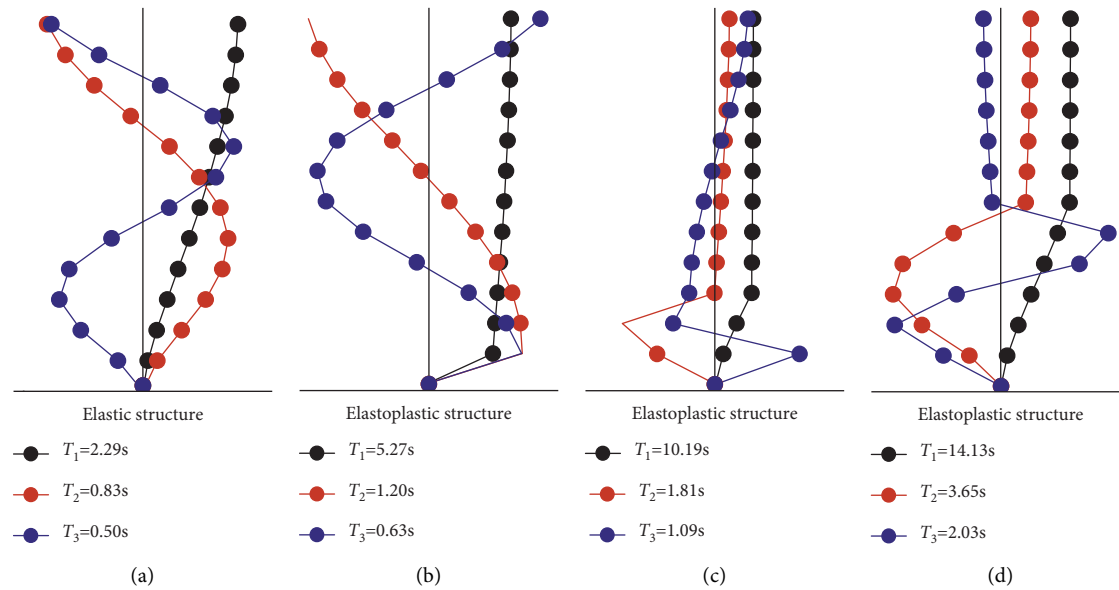 Elastic structure
T₁=2.29s
T₂=0.83s
T₃=0.50s
(a)
Elastoplastic structure
T₁=5.27s
T₂=1.20s
T₃=0.63s
(b)
Elastoplastic structure
T₁=10.19s
T₂=1.81s
T₃=1.09s
(c)
Elastoplastic structure
T₁=14.13s
T₂=3.65s
T₃=2.03s
(d)